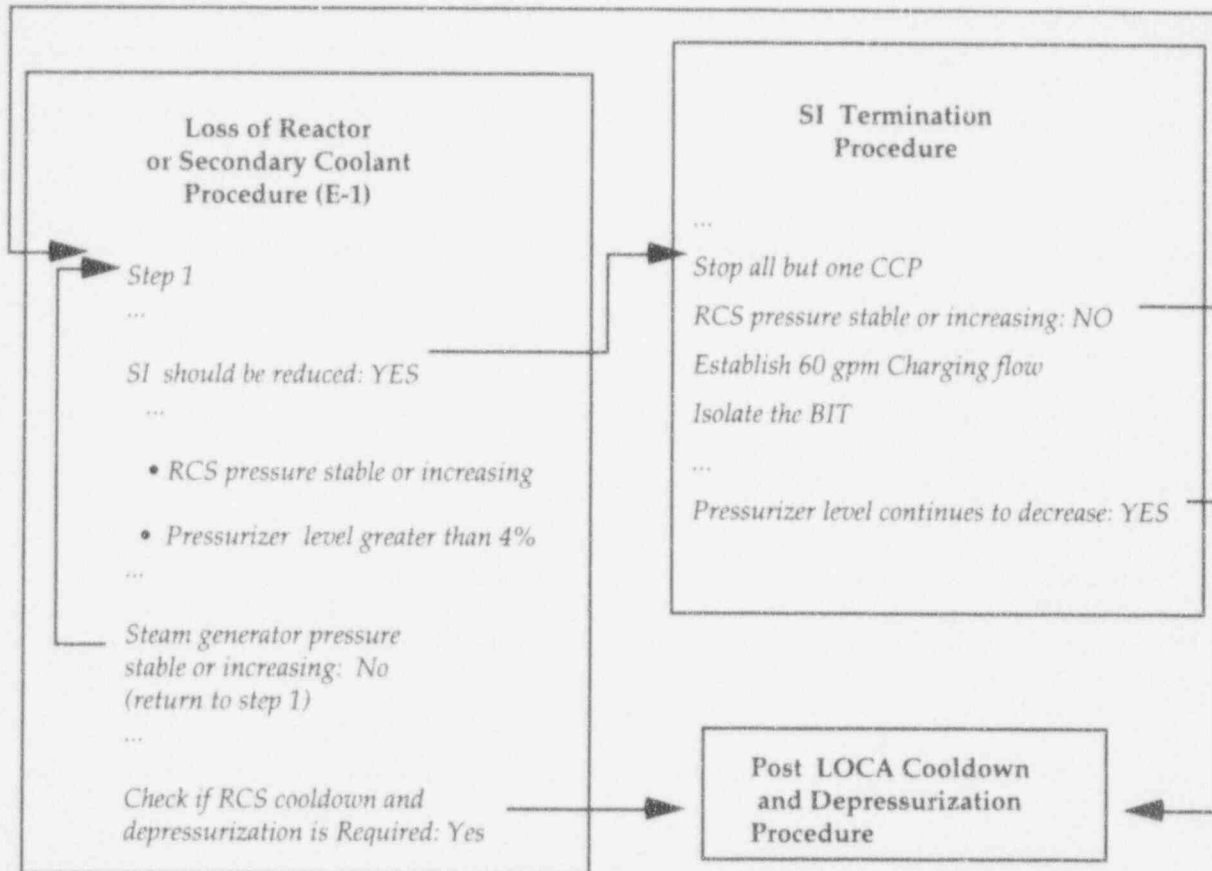 Loss of Reactor
or Secondary Coolant
Procedure (E-1)
Step 1
...
SI should be reduced: YES
...
• RCS pressure stable or increasing
• Pressurizer level greater than 4%
...
Steam generator pressure
stable or increasing: No
(return to step 1)
...
Check if RCS cooldown and
depressurization is Required: Yes
SI Termination
Procedure
...
Stop all but one CCP
RCS pressure stable or increasing: NO
Establish 60 gpm Charging flow
Isolate the BIT
...
Pressurizer level continues to decrease: YES
Post LOCA Cooldown
and Depressurization
Procedure